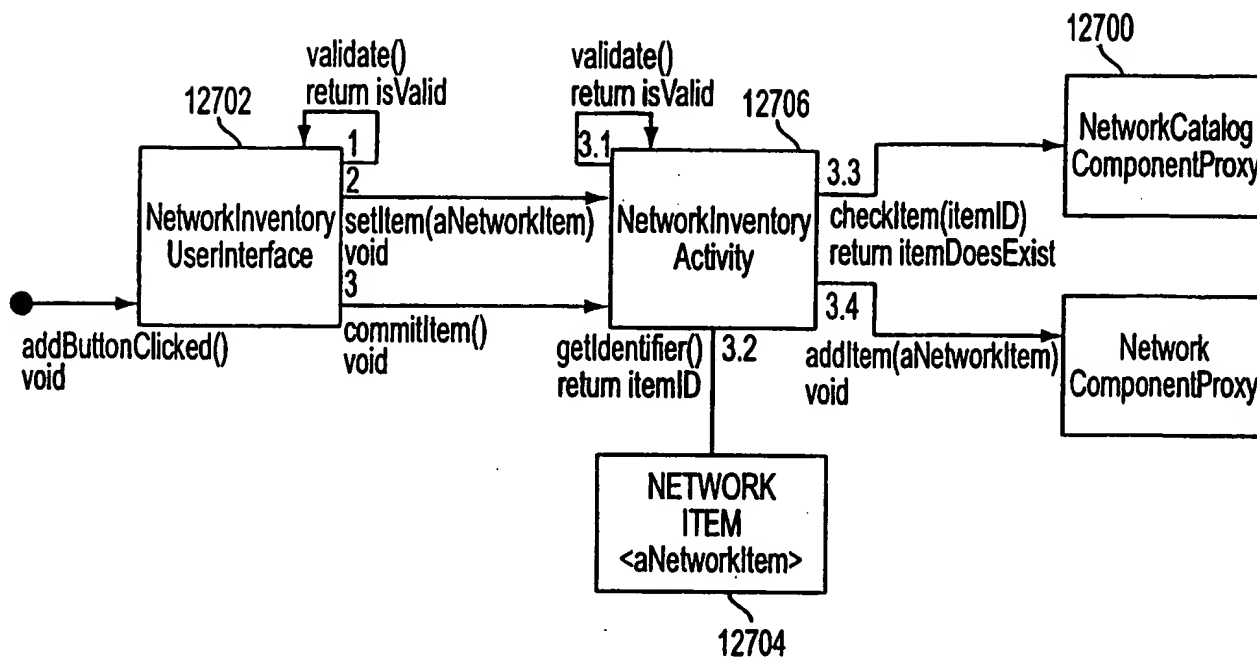 12700
validate()
return isValid
validate()
return isValid
12702
12706
1
3.1
NetworkCatalog
ComponentProxy
2
3.3
NetworkInventory
UserInterface
setItem(aNetworkItem)
void
NetworkInventory
Activity
checkItem(itemID)
return itemDoesExist
3
3.4
addButtonClicked()
void
commitItem()
void
getIdentifier()
return itemID
3.2
addItem(aNetworkItem)
void
Network
ComponentProxy
NETWORK
ITEM
<aNetworkItem>
12704